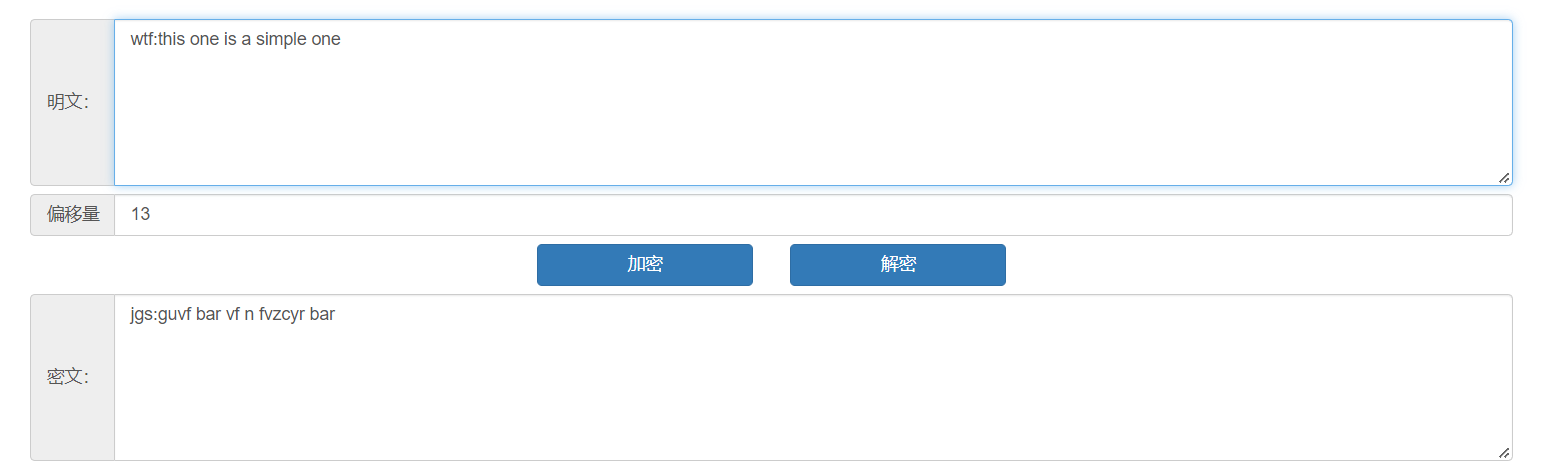 wtf:this one is a simple one
明文:
偏移量 13
加密 解密
jgs:guvf bar vf n fvzcyr bar
密文: